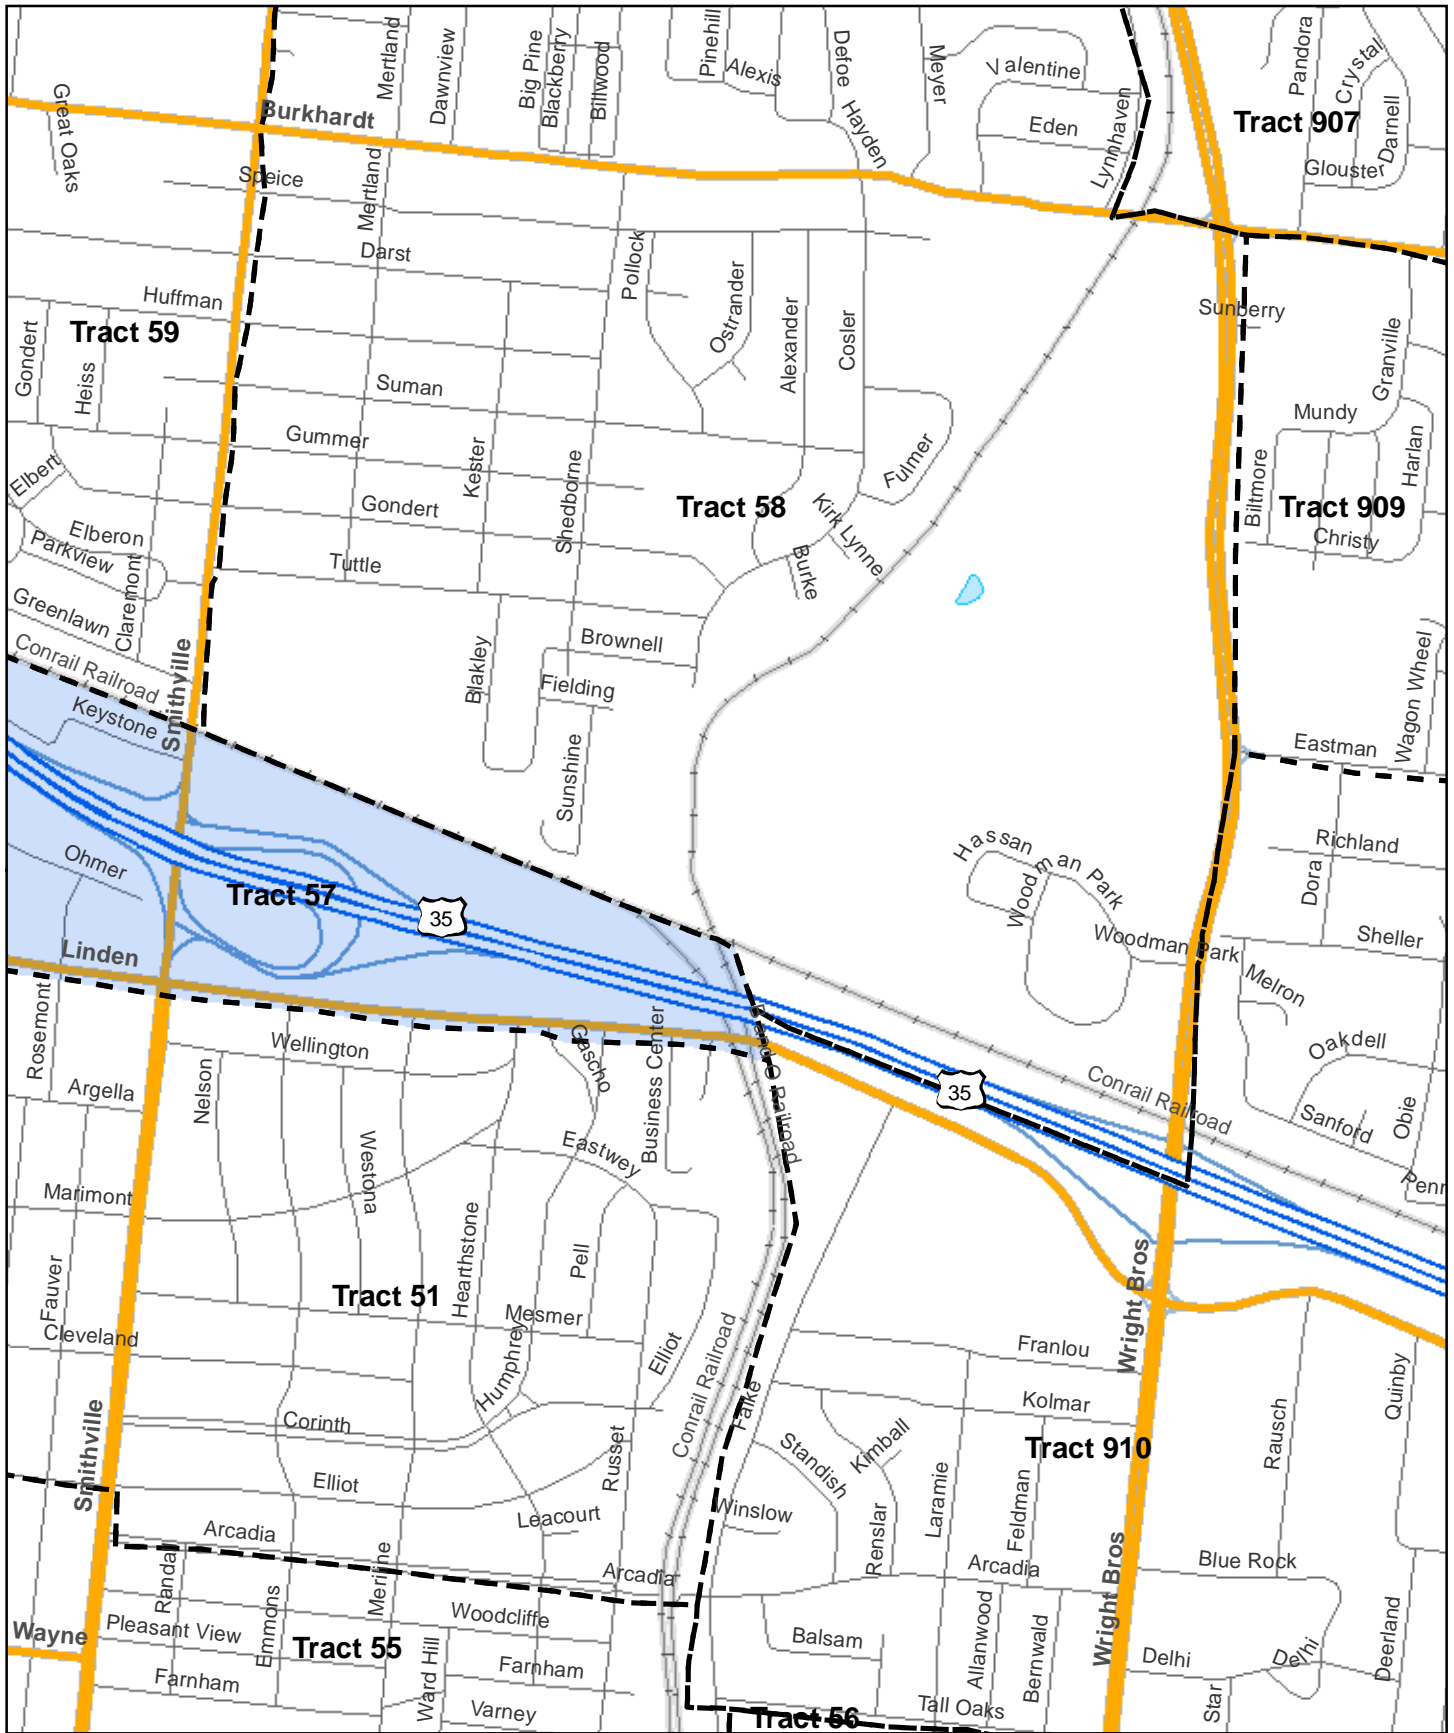 Great Oaks
Mertland
Dawnview
Big Pine
Blackberry
Billwood
Pinehill
Alexis
Defoe
Hayden
Meyer
Valentine
Eden
Lynnhaven
Pandora
Crystal
Darnell
Glouster
Tract 907
Burkhardt
Speice
Mertland
Darst
Huffman
Tract 59
Gondert
Heiss
Pollock
Ostrander
Alexander
Cosler
Sunberry
Granville
Mundy
Harlan
Biltmore
Tract 909
Christy
Suman
Gummer
Kester
Shedborne
Gondert
Tuttle
Tract 58
Fulmer
Kirk Lynne
Burke
Elbert
Elberon
Parkview
Claremont
Greenlawn
Conrail Railroad
Keystone
Smithville
Blakley
Brownell
Fielding
Sunshine
Wagon Wheel
Eastman
Richland
Dora
Hassan
Woodman Park
Woodman Park
Sheller
Melron
Oakdell
Sanford
Obie
Penn
Ohmer
Tract 57
35
Linden
Rosemont
Wellington
Gascho
Business Center
35
Conrail Railroad
Argella
Nelson
Westona
Eastwey
Marimont
Hearthstone
Pell
Fauver
Tract 51
Mesmer
Cleveland
Humphrey
Elliot
Conrail Railroad
Falke
Wright Bros
Franlou
Kolmar
Quinby
Rausch
Tract 910
Corinth
Smithville
Elliot
Russet
Leacourt
Standish
Kimball
Winslow
Renslar
Laramie
Feldman
Arcadia
Arcadia
Arcadia
Blue Rock
Randal
Emmons
Merline
Woodcliffe
Wayne
Pleasant View
Tract 55
Ward Hill
Farnham
Farnham
Varney
Balsam
Allanwood
Bernwald
Wright Bros
Delhi
Delhi
Deerland
Star
Tall Oaks
Tract 56